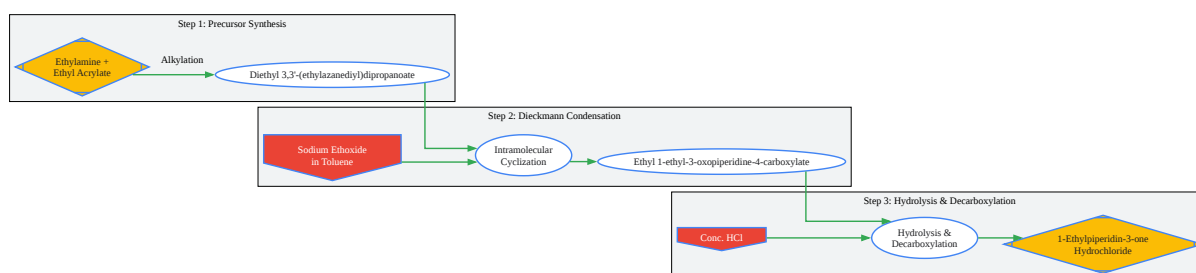 Step 1: Precursor Synthesis
Ethylamine +
Ethyl Acrylate
Alkylation
Diethyl 3,3'-(ethylazanediyl)dipropanoate
Step 2: Dieckmann Condensation
Sodium Ethoxide
in Toluene
Intramolecular
Cyclization
Ethyl 1-ethyl-3-oxopiperidine-4-carboxylate
Step 3: Hydrolysis & Decarboxylation
Conc. HCl
Hydrolysis &
Decarboxylation
1-Ethylpiperidin-3-one
Hydrochloride